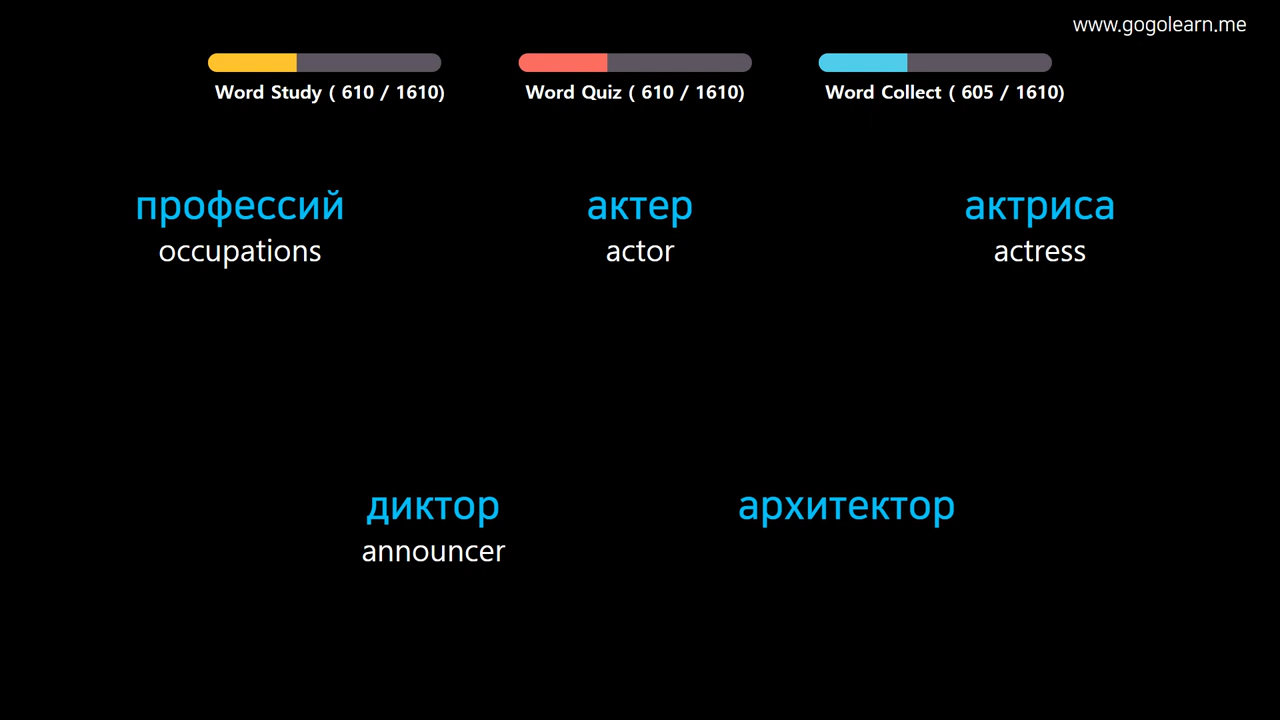 www.gogolearn.me
Word Study ( 610 / 1610)
Word Quiz ( 610 / 1610)
Word Collect ( 605 / 1610)
профессий
occupations
актер
actor
актриса
actress
диктор
announcer
архитектор